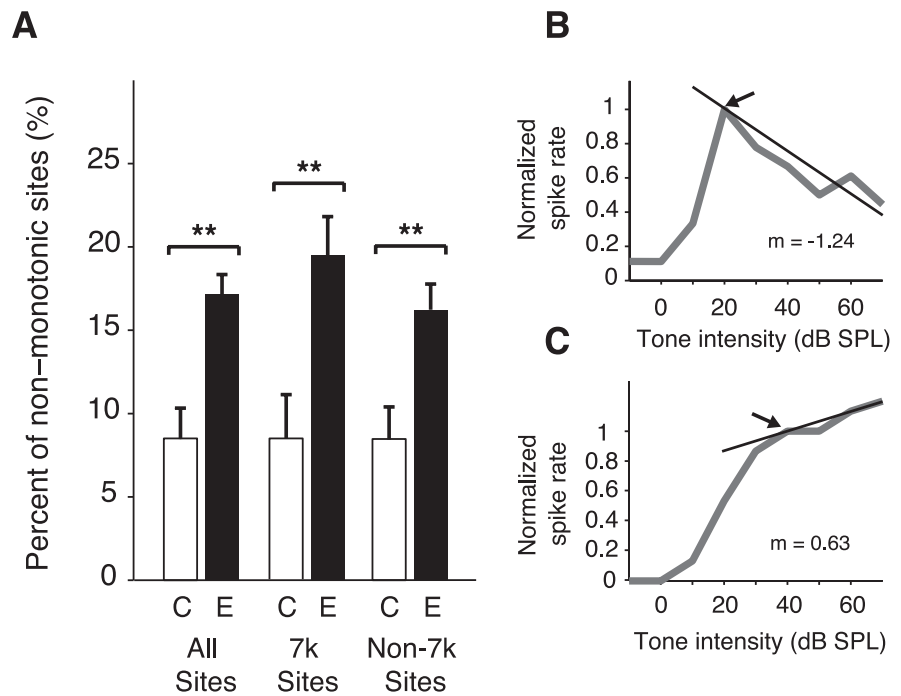 A
Percent of non–monotonic sites (%)
25
20
15
10
5
0
**
**
**
C E C E C E
All Sites
7k Sites
Non-7k Sites
B
Normalized
spike rate
1
0.8
0.6
0.4
0.2
0
m = -1.24
0 20 40 60
Tone intensity (dB SPL)
C
Normalized
spike rate
1
0.8
0.6
0.4
0.2
0
m = 0.63
0 20 40 60
Tone intensity (dB SPL)